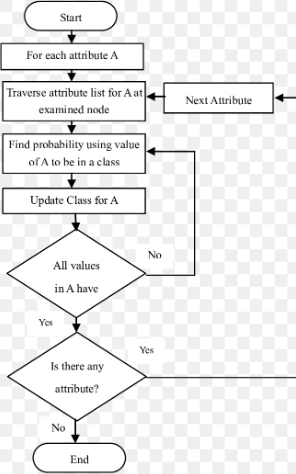 Start
For each attribute A
Traverse attribute list for A at
examined node
Next Attribute
Find probability using value
of A to be in a class
Update Class for A
All values
in A have
No
Yes
Is there any
attribute?
Yes
No
End